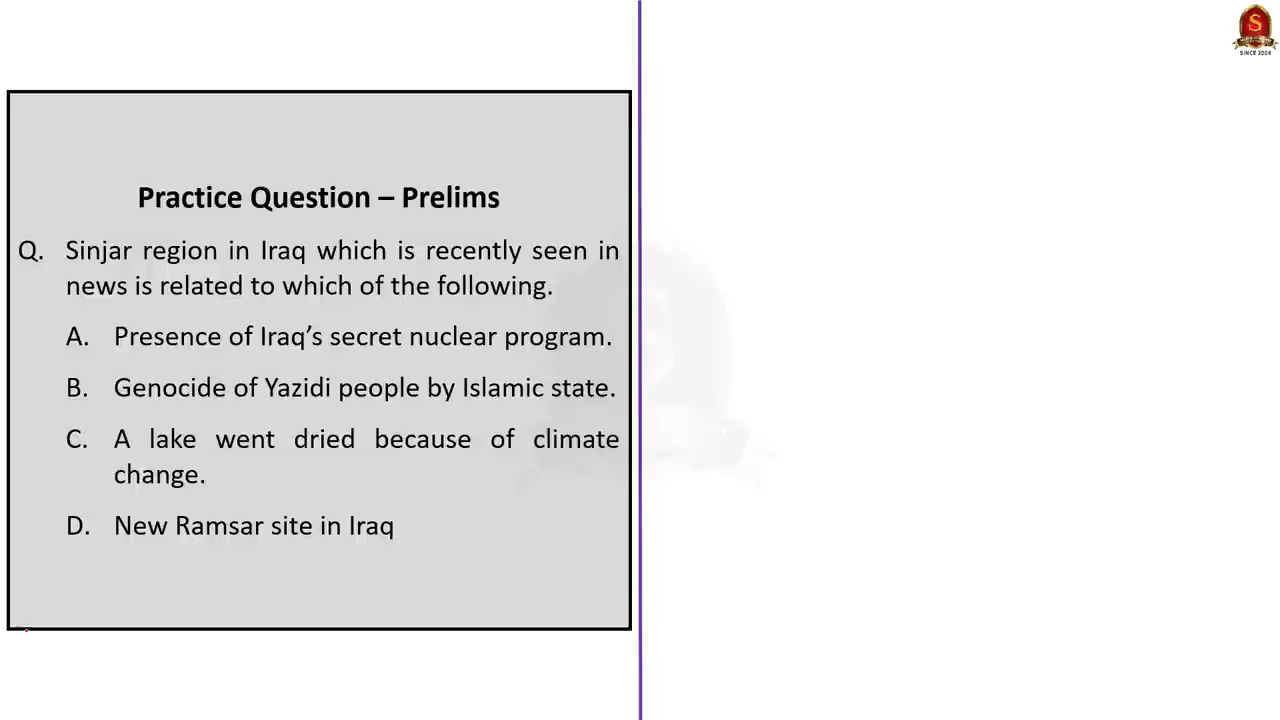 S
SINCE 2004
Practice Question – Prelims
Q. Sinjar region in Iraq which is recently seen in
news is related to which of the following.
A. Presence of Iraq’s secret nuclear program.
B. Genocide of Yazidi people by Islamic state.
C. A lake went dried because of climate
change.
D. New Ramsar site in Iraq